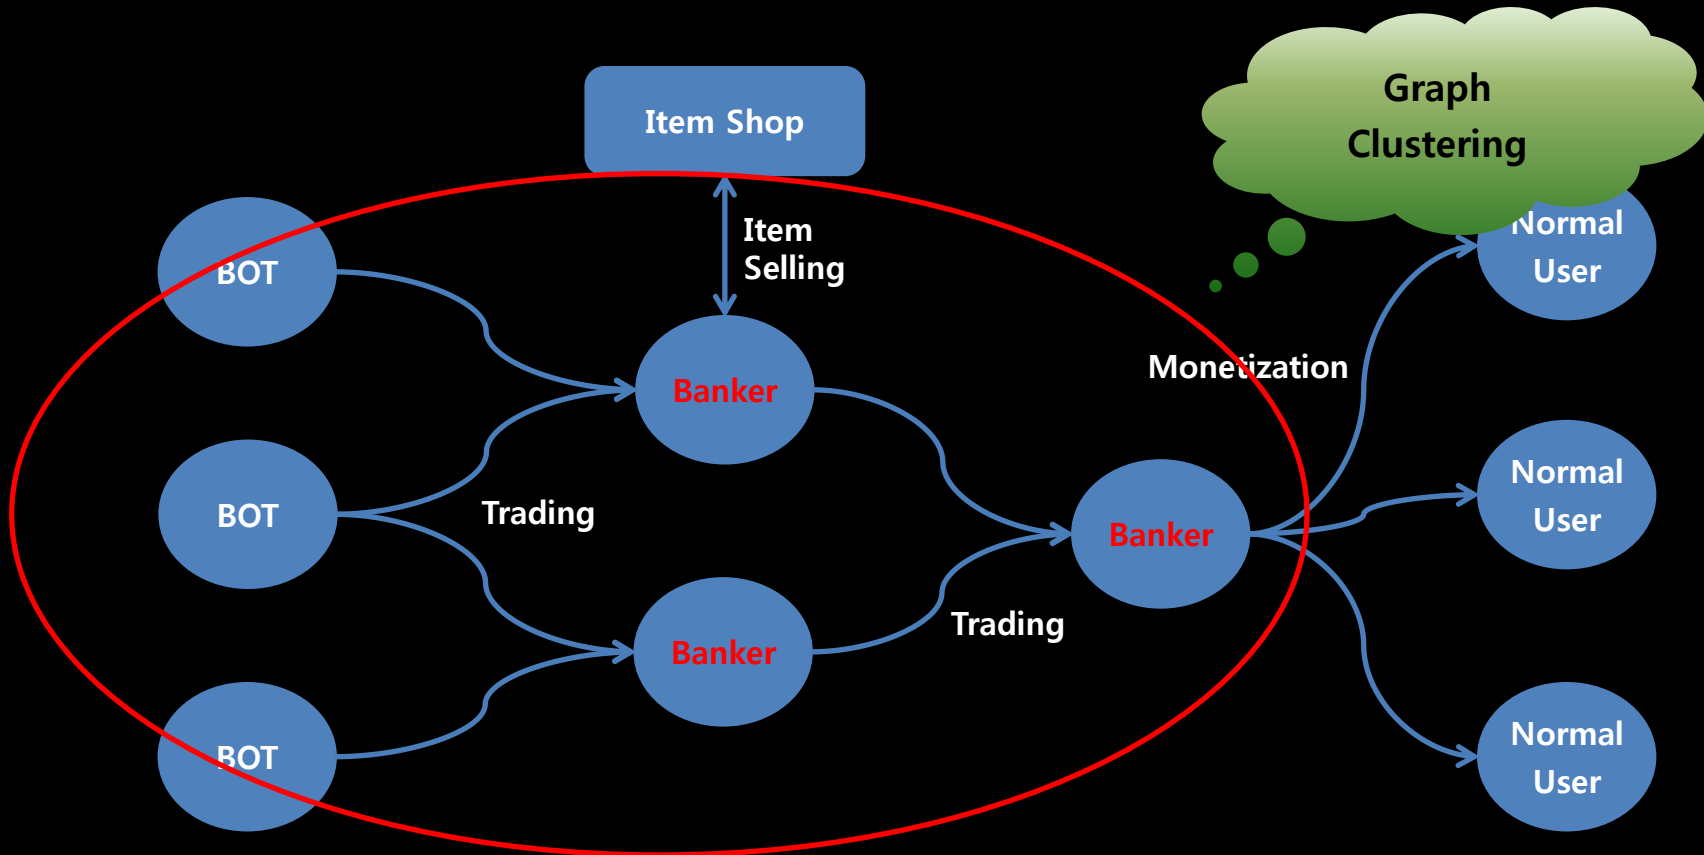 Graph
Clustering
Item Shop
Item
Selling
BOT
Normal
User
Monetization
Banker
BOT
Trading
Normal
User
Banker
Banker
Trading
BOT
Normal
User